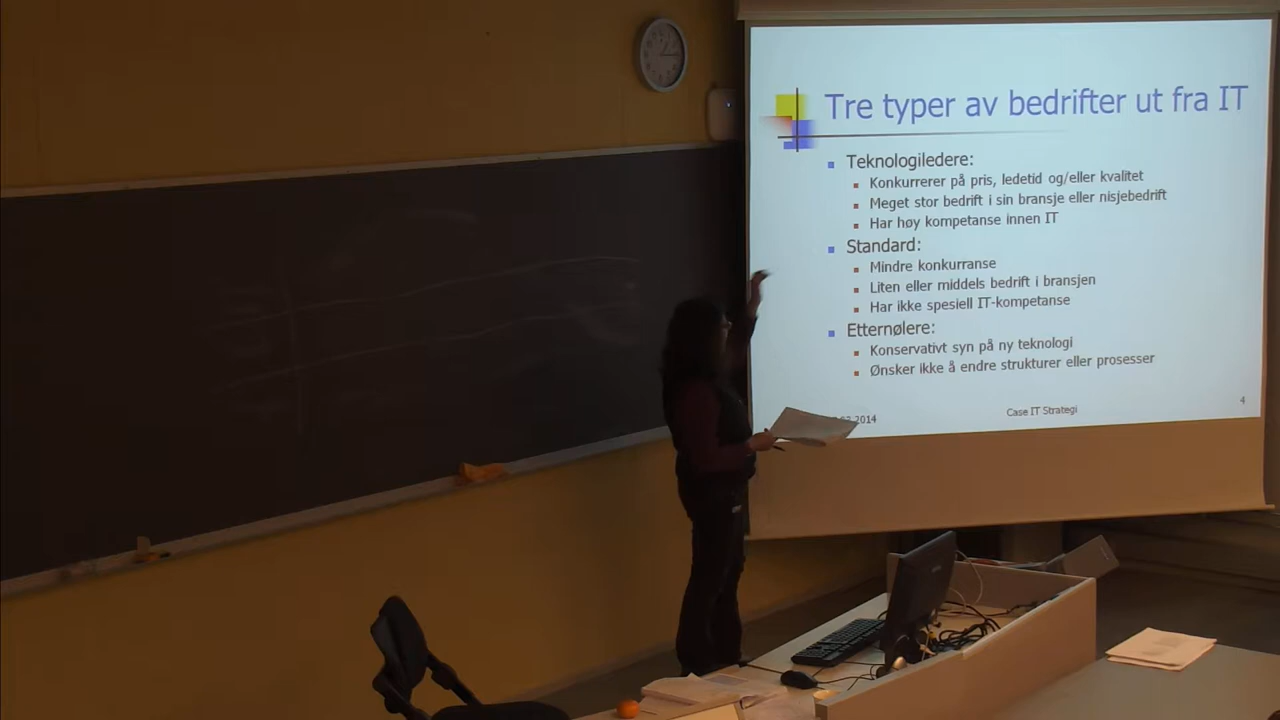 Tre typer av bedrifter ut fra IT
Teknologiledere:
Konkurrerer på pris, ledetid og/eller kvalitet
Meget stor bedrift i sin bransje eller nisjebedrift
Har høy kompetanse innen IT
Standard:
Mindre konkurranse
Liten eller middels bedrift i bransjen
Har ikke spesiell IT-kompetanse
Etternølere:
Konservativt syn på ny teknologi
Ønsker ikke å endre strukturer eller prosesser
2014
Case IT Strategi
4